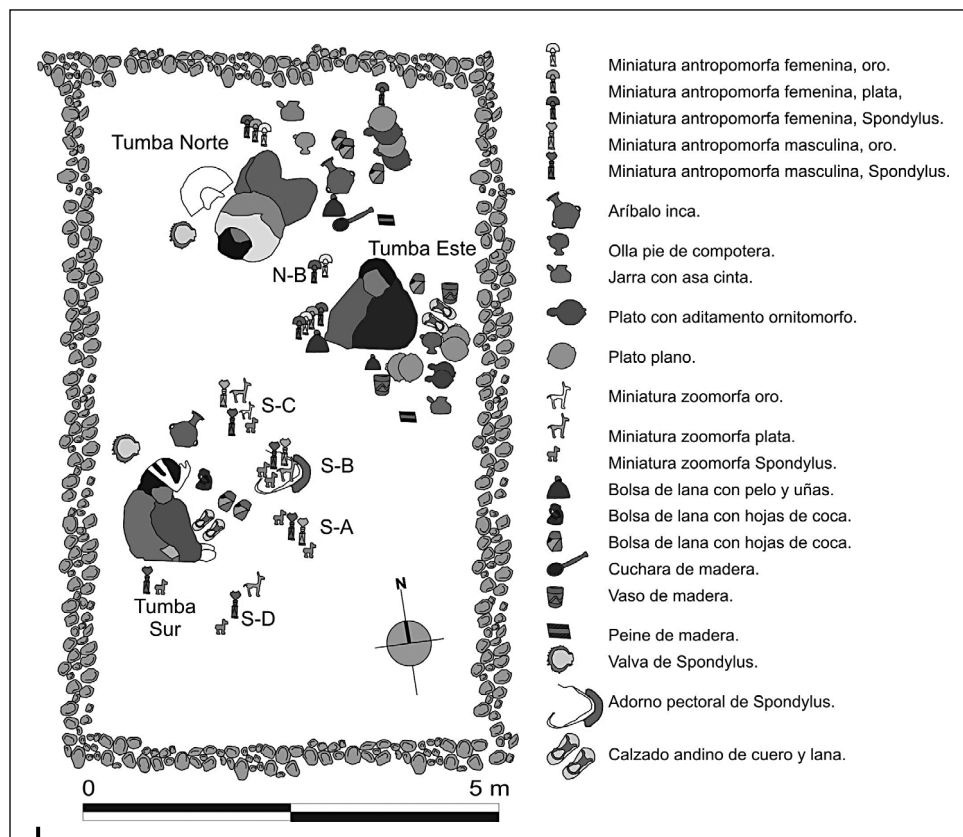 Tumba Norte
Tumba Este
N-B
S-C
S-B
S-A
Tumba
Sur
S-D
N
0 5 m
Miniatura antropomorfa femenina, oro.
Miniatura antropomorfa femenina, plata,
Miniatura antropomorfa femenina, Spondylus.
Miniatura antropomorfa masculina, oro.
Miniatura antropomorfa masculina, Spondylus.
Aríbalo inca.
Olla pie de compotera.
Jarra con asa cinta.
Plato con aditamento ornitomorfo.
Plato plano.
Miniatura zoomorfa oro.
Miniatura zoomorfa plata.
Miniatura zoomorfa Spondylus.
Bolsa de lana con pelo y uñas.
Bolsa de lana con hojas de coca.
Bolsa de lana con hojas de coca.
Cuchara de madera.
Vaso de madera.
Peine de madera.
Valva de Spondylus.
Adorno pectoral de Spondylus.
Calzado andino de cuero y lana.